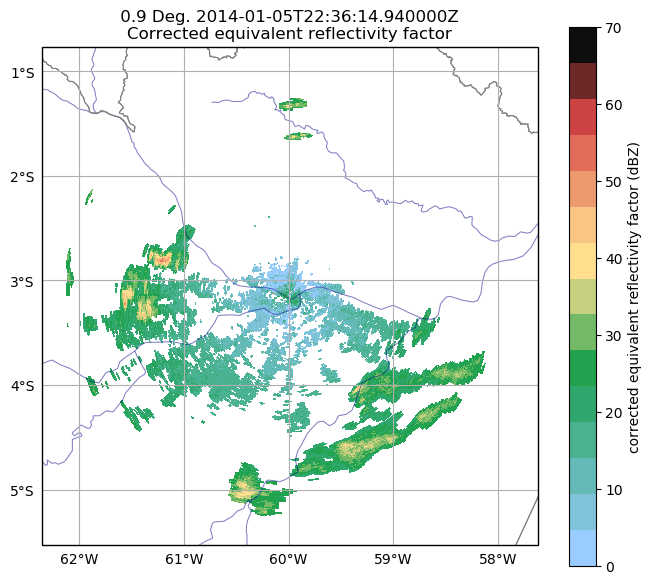 0.9 Deg. 2014-01-05T22:36:14.940000Z
Corrected equivalent reflectivity factor
1°S
2°S
3°S
4°S
5°S
62°W 61°W 60°W 59°W 58°W
70
60
50
40
30
20
10
0
corrected equivalent reflectivity factor (dBZ)